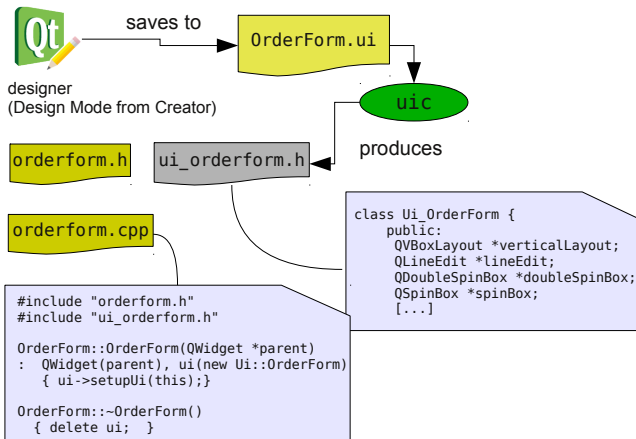 Qt
saves to
OrderForm.ui
designer
(Design Mode from Creator)
uic
produces
orderform.h
ui_orderform.h
orderform.cpp
class Ui_OrderForm {
    public:
     QVBoxLayout *verticalLayout;
     QLineEdit *lineEdit;
     QDoubleSpinBox *doubleSpinBox;
     QSpinBox *spinBox;
     [...]
#include "orderform.h"
#include "ui_orderform.h"
OrderForm::OrderForm(QWidget *parent)
:  QWidget(parent), ui(new Ui::OrderForm)
   { ui->setupUi(this);}
OrderForm::~OrderForm()
  { delete ui;  }